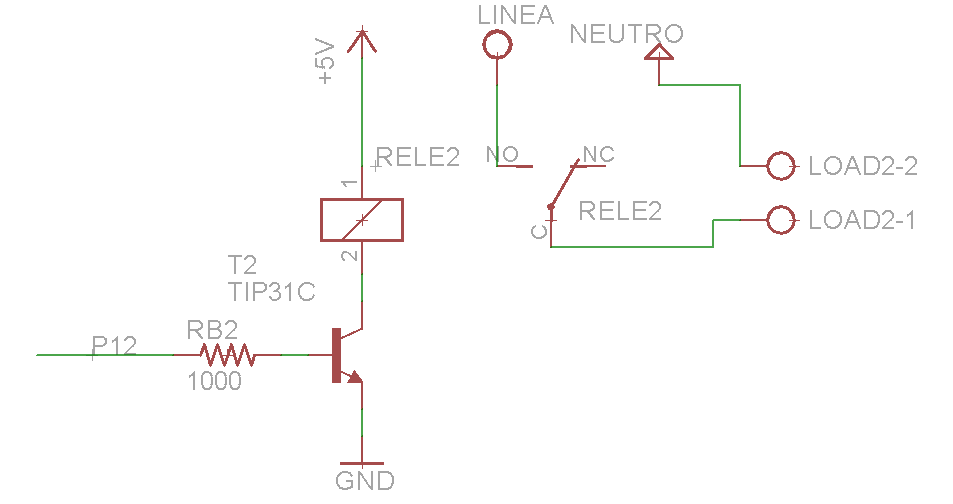 LINEA
NEUTRO
+5V
RELE2
NO
NC
LOAD2-2
1
RELE2
LOAD2-1
C
2
T2
TIP31C
P12
RB2
1000
GND